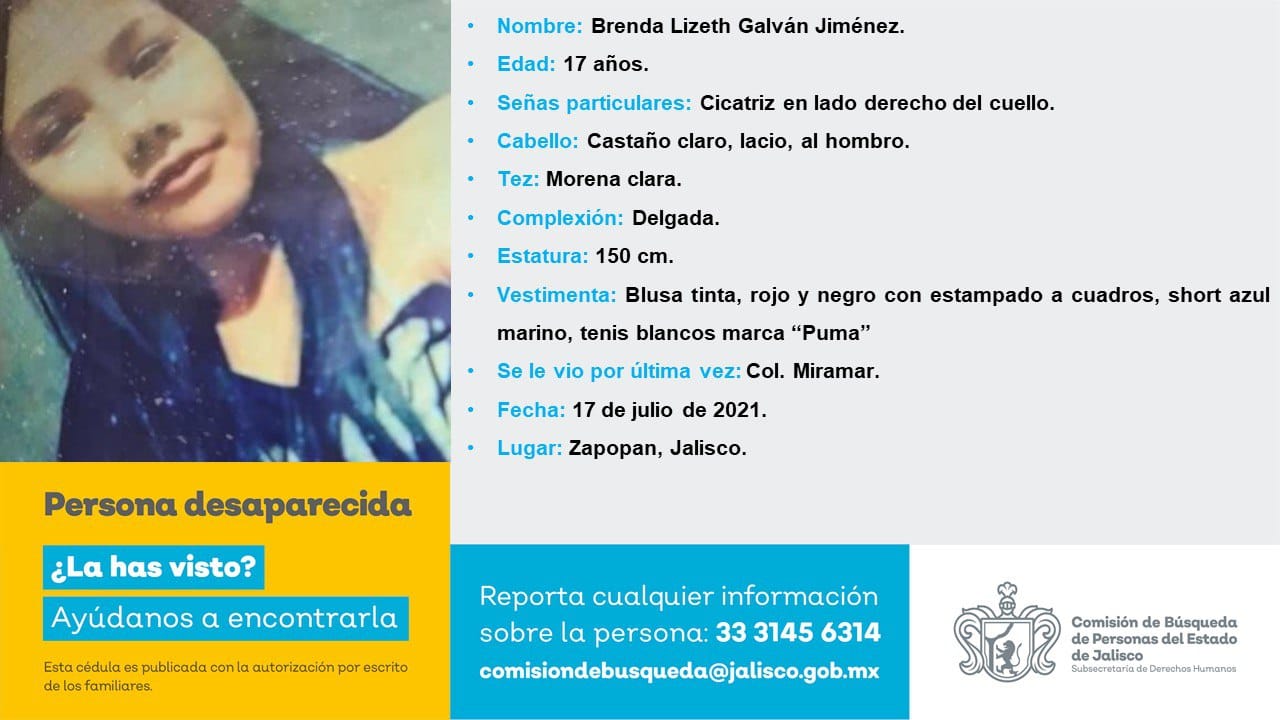 • Nombre: Brenda Lizeth Galván Jiménez.
• Edad: 17 años.
• Señas particulares: Cicatriz en lado derecho del cuello.
• Cabello: Castaño claro, lacio, al hombro.
• Tez: Morena clara.
• Complexión: Delgada.
• Estatura: 150 cm.
• Vestimenta: Blusa tinta, rojo y negro con estampado a cuadros, short azul
marino, tenis blancos marca “Puma”
• Se le vio por última vez: Col. Miramar.
• Fecha: 17 de julio de 2021.
• Lugar: Zapopan, Jalisco.
Persona desaparecida
¿La has visto?
Ayúdanos a encontrarla
Esta cédula es publicada con la autorización por escrito
de los familiares.
Reporta cualquier información
sobre la persona: 33 3145 6314
comisiondebusqueda@jalisco.gob.mx
Comisión de Búsqueda
de Personas del Estado
de Jalisco
Subsecretaría de Derechos Humanos